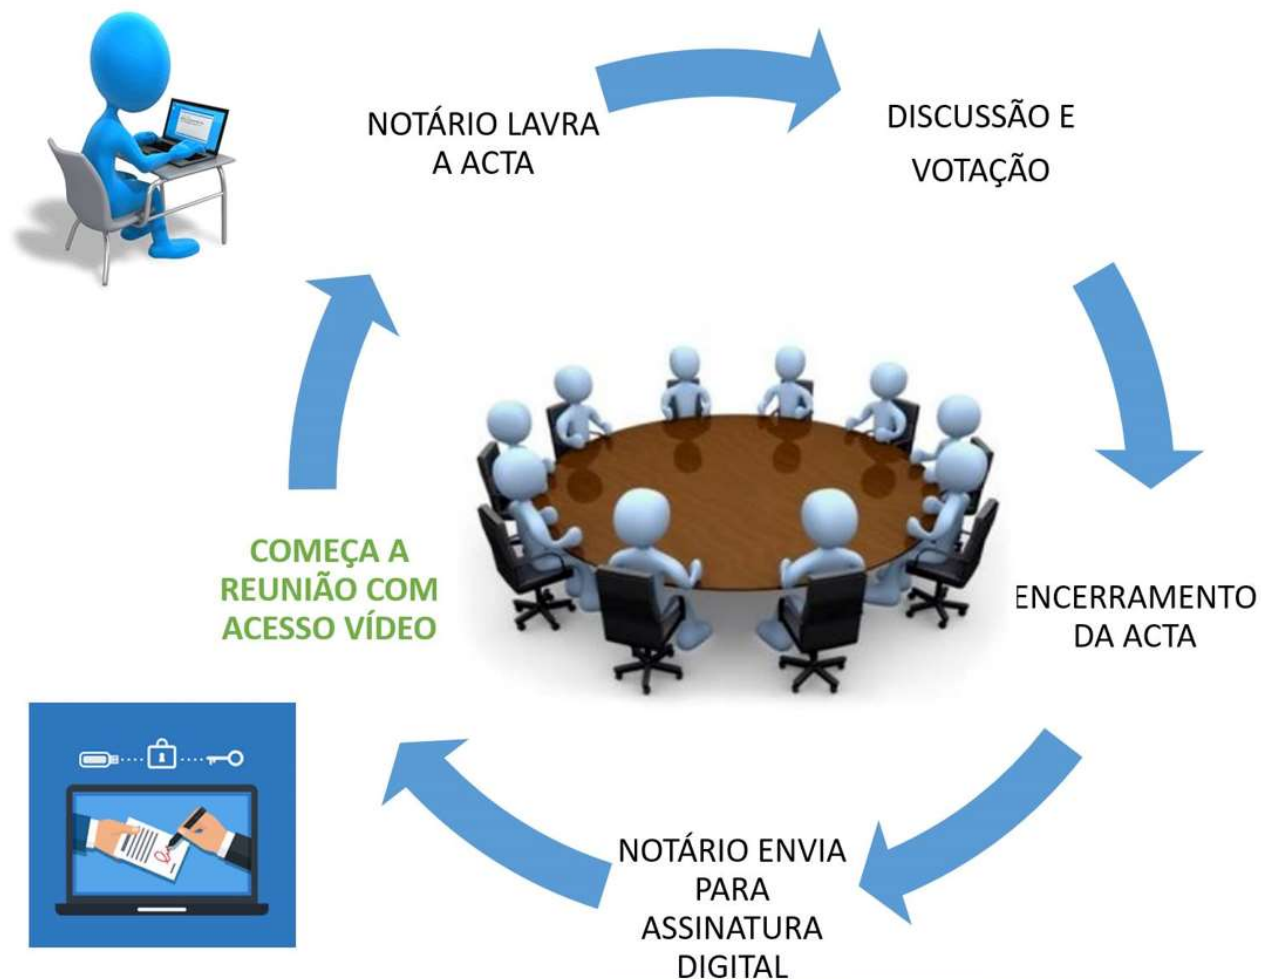 NOTÁRIO LAVRA
A ACTA
DISCUSSÃO E
VOTAÇÃO
ENCERRAMENTO
DA ACTA
NOTÁRIO ENVIA
PARA
ASSINATURA
DIGITAL
COMEÇA A
REUNIÃO COM
ACESSO VÍDEO